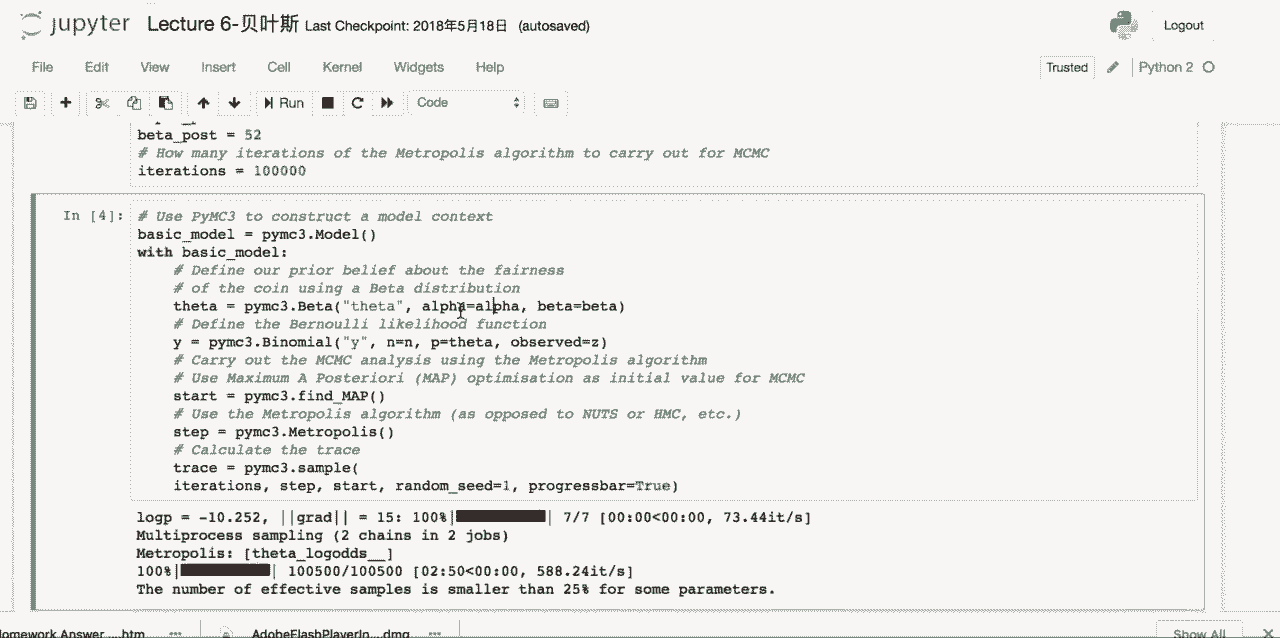 jupyter Lecture 6-贝叶斯 Last Checkpoint: 2018年5月18日 (autosaved) Logout
File Edit View Insert Cell Kernel Widgets Help Trusted Python 2
Run Code
beta_post = 52
# How many iterations of the Metropolis algorithm to carry out for MCMC
iterations = 100000
In [4]: # Use PyMC3 to construct a model context
basic_model = pymc3.Model()
with basic_model:
# Define our prior belief about the fairness
# of the coin using a Beta distribution
theta = pymc3.Beta("theta", alpha=alpha, beta=beta)
# Define the Bernoulli likelihood function
y = pymc3.Binomial("y", n=n, p=theta, observed=z)
# Carry out the MCMC analysis using the Metropolis algorithm
# Use Maximum A Posteriori (MAP) optimisation as initial value for MCMC
start = pymc3.find_MAP()
# Use the Metropolis algorithm (as opposed to NUTS or HMC, etc.)
step = pymc3.Metropolis()
# Calculate the trace
trace = pymc3.sample(
iterations, step, start, random_seed=1, progressbar=True)
logp = -10.252, ||grad|| = 15: 100%|██████████| 7/7 [00:00<00:00, 73.44it/s]
Multiprocess sampling (2 chains in 2 jobs)
Metropolis: [theta_logodds__]
100%|██████████| 100500/100500 [02:50<00:00, 588.24it/s]
The number of effective samples is smaller than 25% for some parameters.
omework Answer....htm AdobeFlashPlayerIn....dmg Show All